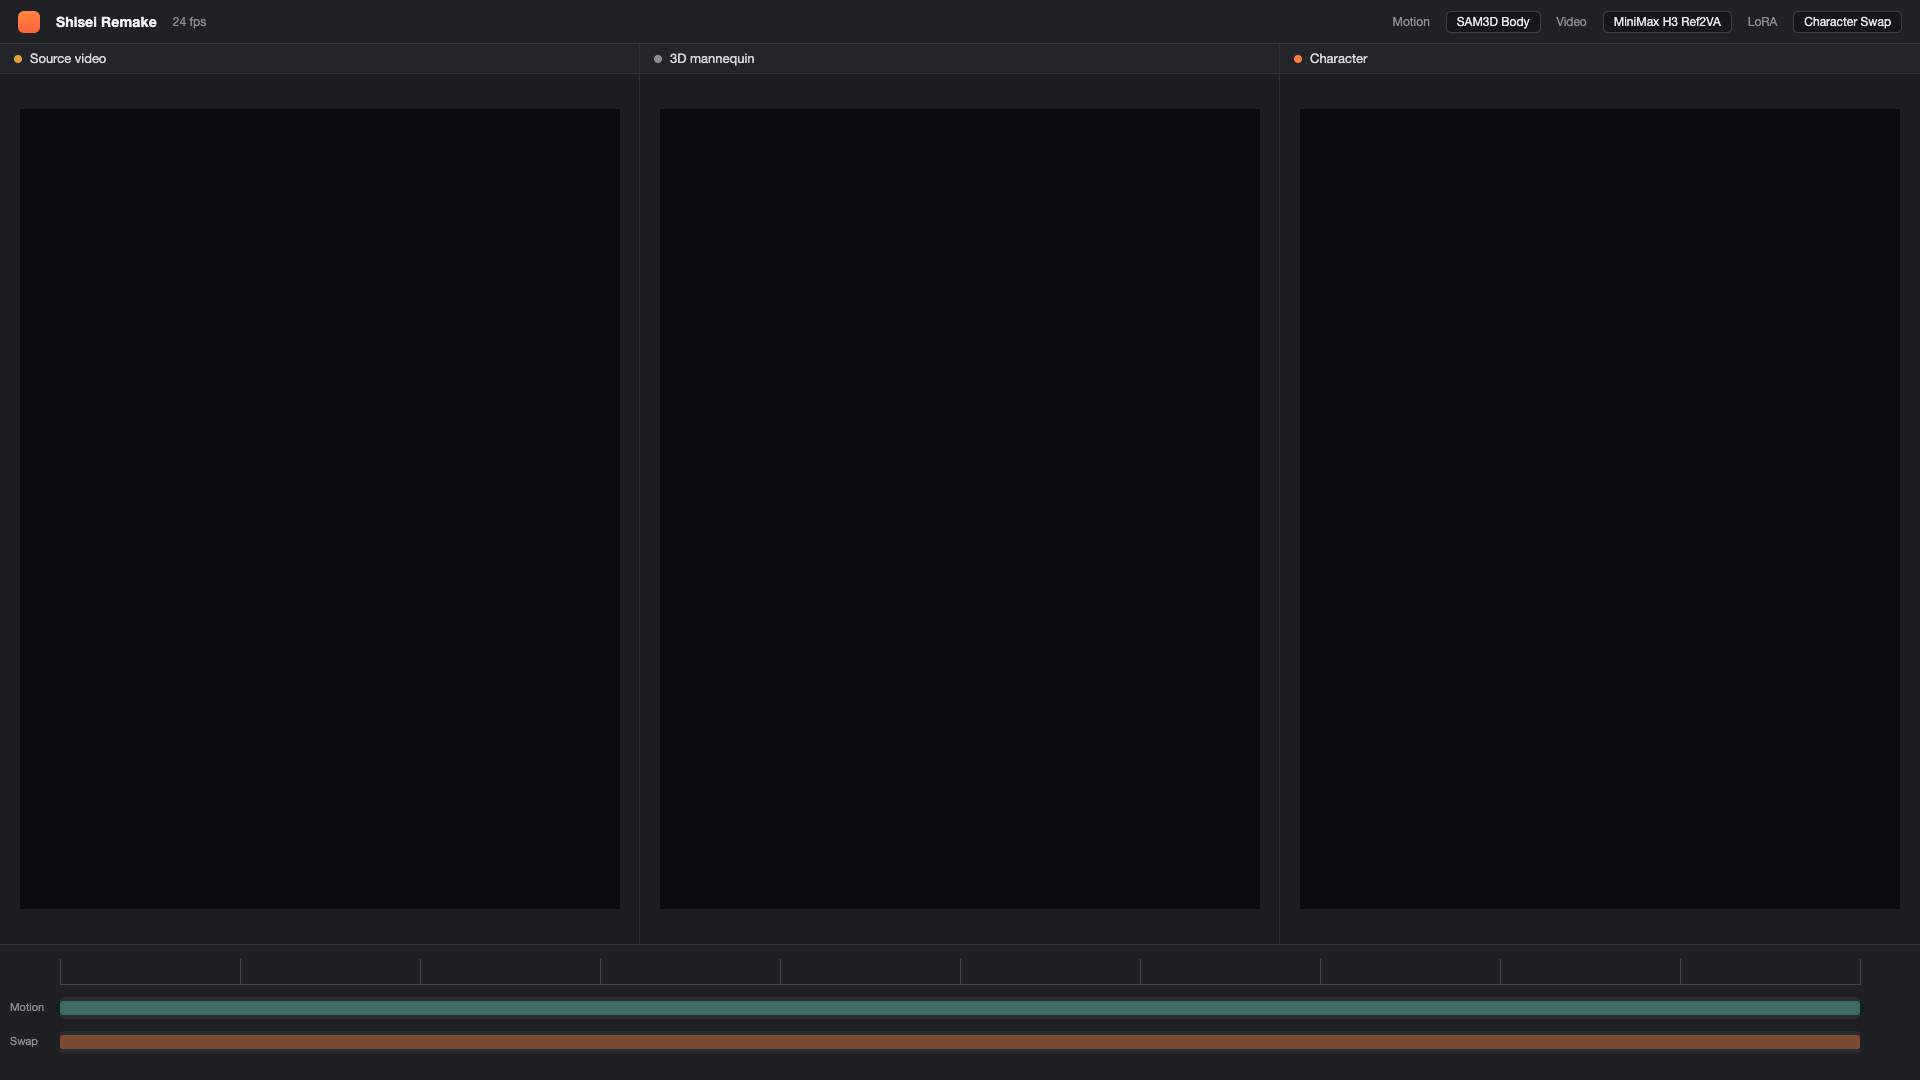 Shisei Remake 24 fps Motion SAM3D Body Video MiniMax H3 Ref2VA LoRA Character Swap
Source video 3D mannequin Character
Motion
Swap